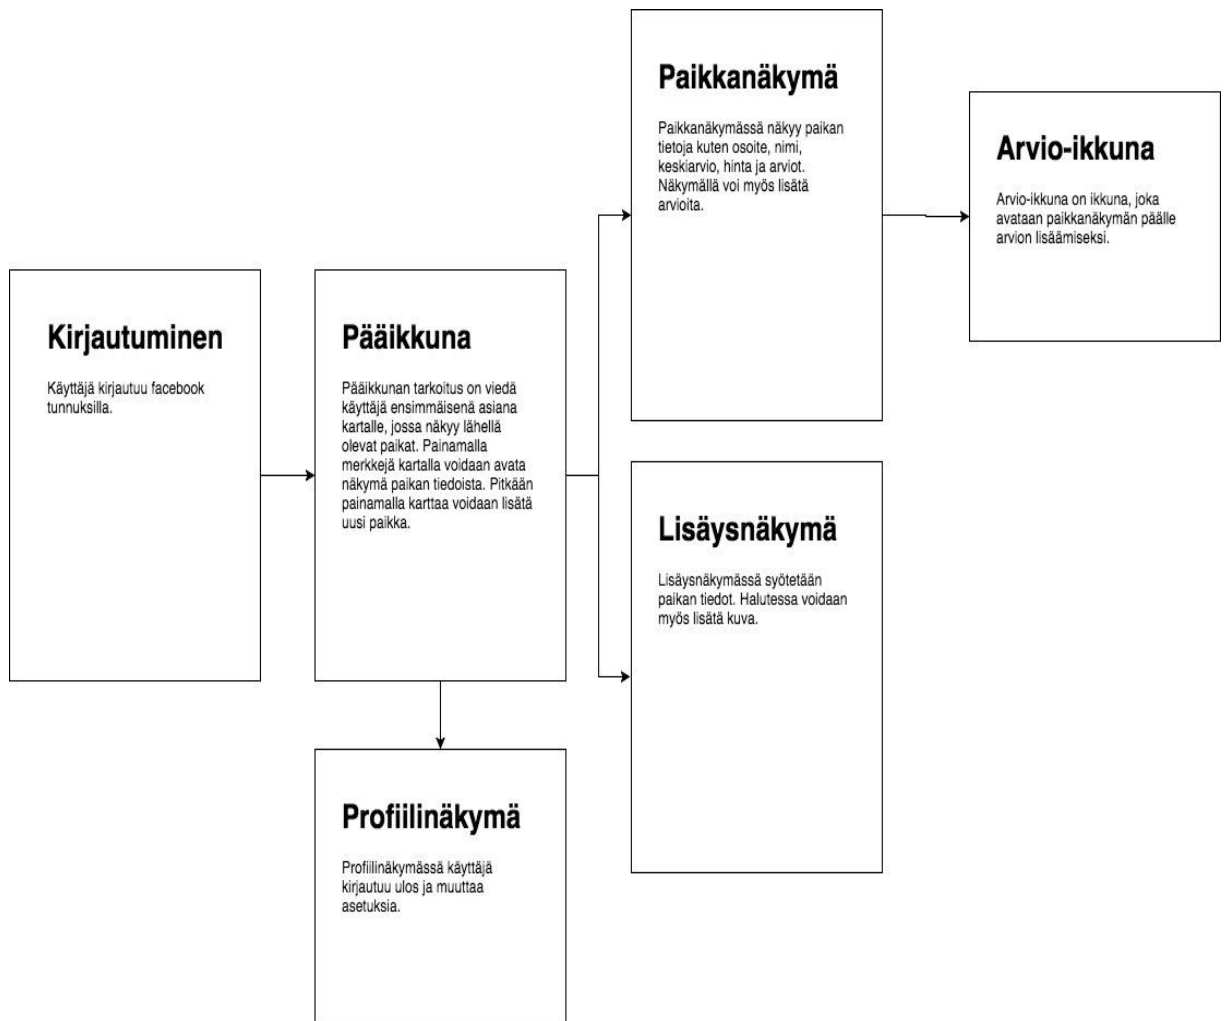 Kirjautuminen
Käyttäjä kirjautuu facebook
tunnuksilla.
Pääikkuna
Pääikkunan tarkoitus on viedä
käyttäjä ensimmäisenä asiana
kartalle, jossa näkyy lähellä
olevat paikat. Painamalla
merkkejä kartalla voidaan avata
näkymä paikan tiedoista. Pitkään
painamalla karttaa voidaan lisätä
uusi paikka.
Paikkanäkymä
Paikkanäkymässä näkyy paikan
tietoja kuten osoite, nimi,
keskiarvio, hinta ja arviot.
Näkymällä voi myös lisätä
arvioita.
Arvio-ikkuna
Arvio-ikkuna on ikkuna, joka
avataan paikkanäkymän päälle
arvion lisäämiseksi.
Lisäysnäkymä
Lisäysnäkymässä syötetään
paikan tiedot. Halutessa voidaan
myös lisätä kuva.
Profiilinäkymä
Profiilinäkymässä käyttäjä
kirjautuu ulos ja muuttaa
asetuksia.